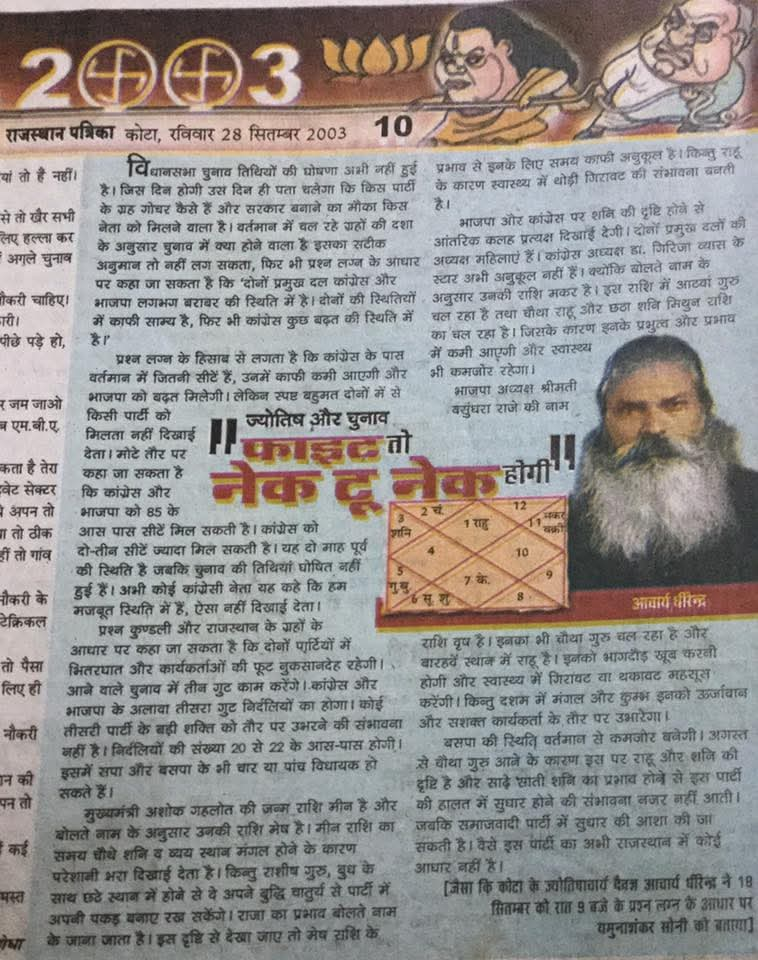 2003
राजस्थान पत्रिका कोटा, रविवार 28 सितम्बर 2003 10
यां तो है नहीं।
से तो खैर सभी
लिए हल्ला कर
अगले चुनाव
नौकरी चाहिए।
पीछे पड़े हो,
र जम जाओ
ब एम.बी.ए.
कता है तेरा
इवेट सेक्टर
अपन तो
या तो ठीक
हीं तो गांव
नौकरी के
टेक्रिकल
तो पैसा
लिए ही
नौकरी
ान की
पन तो
कई
विधानसभा चुनाव तिथियों की घोषणा अभी नहीं हुई
है। जिस दिन होगी उस दिन ही पता चलेगा कि किस पार्टी
के ग्रह गोचर कैसे हैं और सरकार बनाने का मौका किस
नेता को मिलने वाला है। वर्तमान में चल रहे ग्रहों की दशा
के अनुसार चुनाव में क्या होने वाला है इसका सटीक
अनुमान तो नहीं लग सकता, फिर भी प्रश्न लग्न के आधार
पर कहा जा सकता है कि 'दोनों प्रमुख दल कांग्रेस और
भाजपा लगभग बराबर की स्थिति में है। दोनों की स्थितियों
में काफी साम्य है, फिर भी कांग्रेस कुछ बढ़त की स्थिति में
है।'
प्रश्न लग्न के हिसाब से लगता है कि कांग्रेस के पास
वर्तमान में जितनी सीटें हैं, उनमें काफी कमी आएगी और
भाजपा को बढ़त मिलेगी। लेकिन स्पष्ट बहुमत दोनों में से
किसी पार्टी को
मिलता नहीं दिखाई
देता। मोटे तौर पर
कहा जा सकता है
कि कांग्रेस और
भाजपा को 85 के
आस पास सीटें मिल सकती है। कांग्रेस को
दो-तीन सीटें ज्यादा मिल सकती है। यह दो माह पूर्व
की स्थिति है जबकि चुनाव की तिथियां घोषित नहीं
हुई हैं। अभी कोई कांग्रेसी नेता यह कहे कि हम
मजबूत स्थिति में हैं, ऐसा नहीं दिखाई देता।
प्रश्न कुण्डली और राजस्थान के ग्रहों के
आधार पर कहा जा सकता है कि दोनों पार्टियों में
भितरघात और कार्यकर्ताओं की फूट नुकसानदेह रहेगी।
आने वाले चुनाव में तीन गुट काम करेंगे। कांग्रेस और
भाजपा के अलावा तीसरा गुट निर्दलियों का होगा। कोई
तीसरी पार्टी के बड़ी शक्ति को तौर पर उभरने की संभावना
नहीं है। निर्दलियों की संख्या 20 से 22 के आस-पास होगी।
इसमें सपा और बसपा के भी चार या पांच विधायक हो
सकते हैं।
मुख्यमंत्री अशोक गहलोत की जन्म राशि मीन है और
बोलते नाम के अनुसार उनकी राशि मेष है। मीन राशि का
समय चौथे शनि व व्यय स्थान मंगल होने के कारण
परेशानी भरा दिखाई देता है। किन्तु राशीष गुरु, बुध के
साथ छठे स्थान में होने से वे अपने बुद्धि चातुर्य से पार्टी में
अपनी पकड़ बनाए रख सकेंगे। राजा का प्रभाव बोलते नाम
के जाना जाता है। इस दृष्टि से देखा जाए तो मेष राशि के
प्रभाव से इनके लिए समय काफी अनुकूल है। किन्तु राहू
के कारण स्वास्थ्य में थोड़ी गिरावट की संभावना बनती
है।
भाजपा और कांग्रेस पर शनि की दृष्टि होने से
आंतरिक कलह प्रत्यक्ष दिखाई देगी। दोनों प्रमुख दलों की
अध्यक्ष महिलाएं हैं। कांग्रेस अध्यक्ष डा. गिरिजा व्यास के
स्टार अभी अनुकूल नहीं हैं। क्योंकि बोलते नाम के
अनुसार उनकी राशि मकर है। इस राशि में आटवां गुरु
चल रहा है तथा चौथा राहू और छठा शनि मिथुन राशि
का चल रहा है। जिसके कारण इनके प्रभुत्व और प्रभाव
में कमी आएगी और स्वास्थ्य
भी कमजोर रहेगा।
भाजपा अध्यक्ष श्रीमती
वसुंधरा राजे की नाम
ज्योतिष और चुनाव
"फाइट तो
नेक टू नेक होगी"
3 शनि
2 चं.
1 राहु
12
11 मकर वक्री
4
10
5 गु.बु
7 के.
9
6 सू.शु
8
आचार्य धीरेन्द्र
राशि वृष है। इनका भी चौथा गुरु चल रहा है और
बारहवें स्थान में राहू है। इनको भागदौड़ खूब करनी
होगी और स्वास्थ्य में गिरावट या थकावट महसूस
करेंगी। किन्तु दशम में मंगल और कुम्भ इनको ऊर्जावान
और सशक्त कार्यकर्ता के तौर पर उभारेगा।
बसपा की स्थिति वर्तमान से कमजोर बनेगी। अगस्त
से चौथा गुरु आने के कारण इस पर राहू और शनि की
दृष्टि है और साढ़े साती शनि का प्रभाव होने से इस पार्टी
की हालत में सुधार होने की संभावना नजर नहीं आती।
जबकि समाजवादी पार्टी में सुधार की आशा की जा
सकती है। वैसे इस पार्टी का अभी राजस्थान में कोई
आधार नहीं है।
[जैसा कि कोटा के ज्योतिषाचार्य दैवज्ञ आचार्य धीरेन्द्र ने 18
सितम्बर को रात 9 बजे के प्रश्न लग्न के आधार पर
यमुनाशंकर सोनी को बताया]